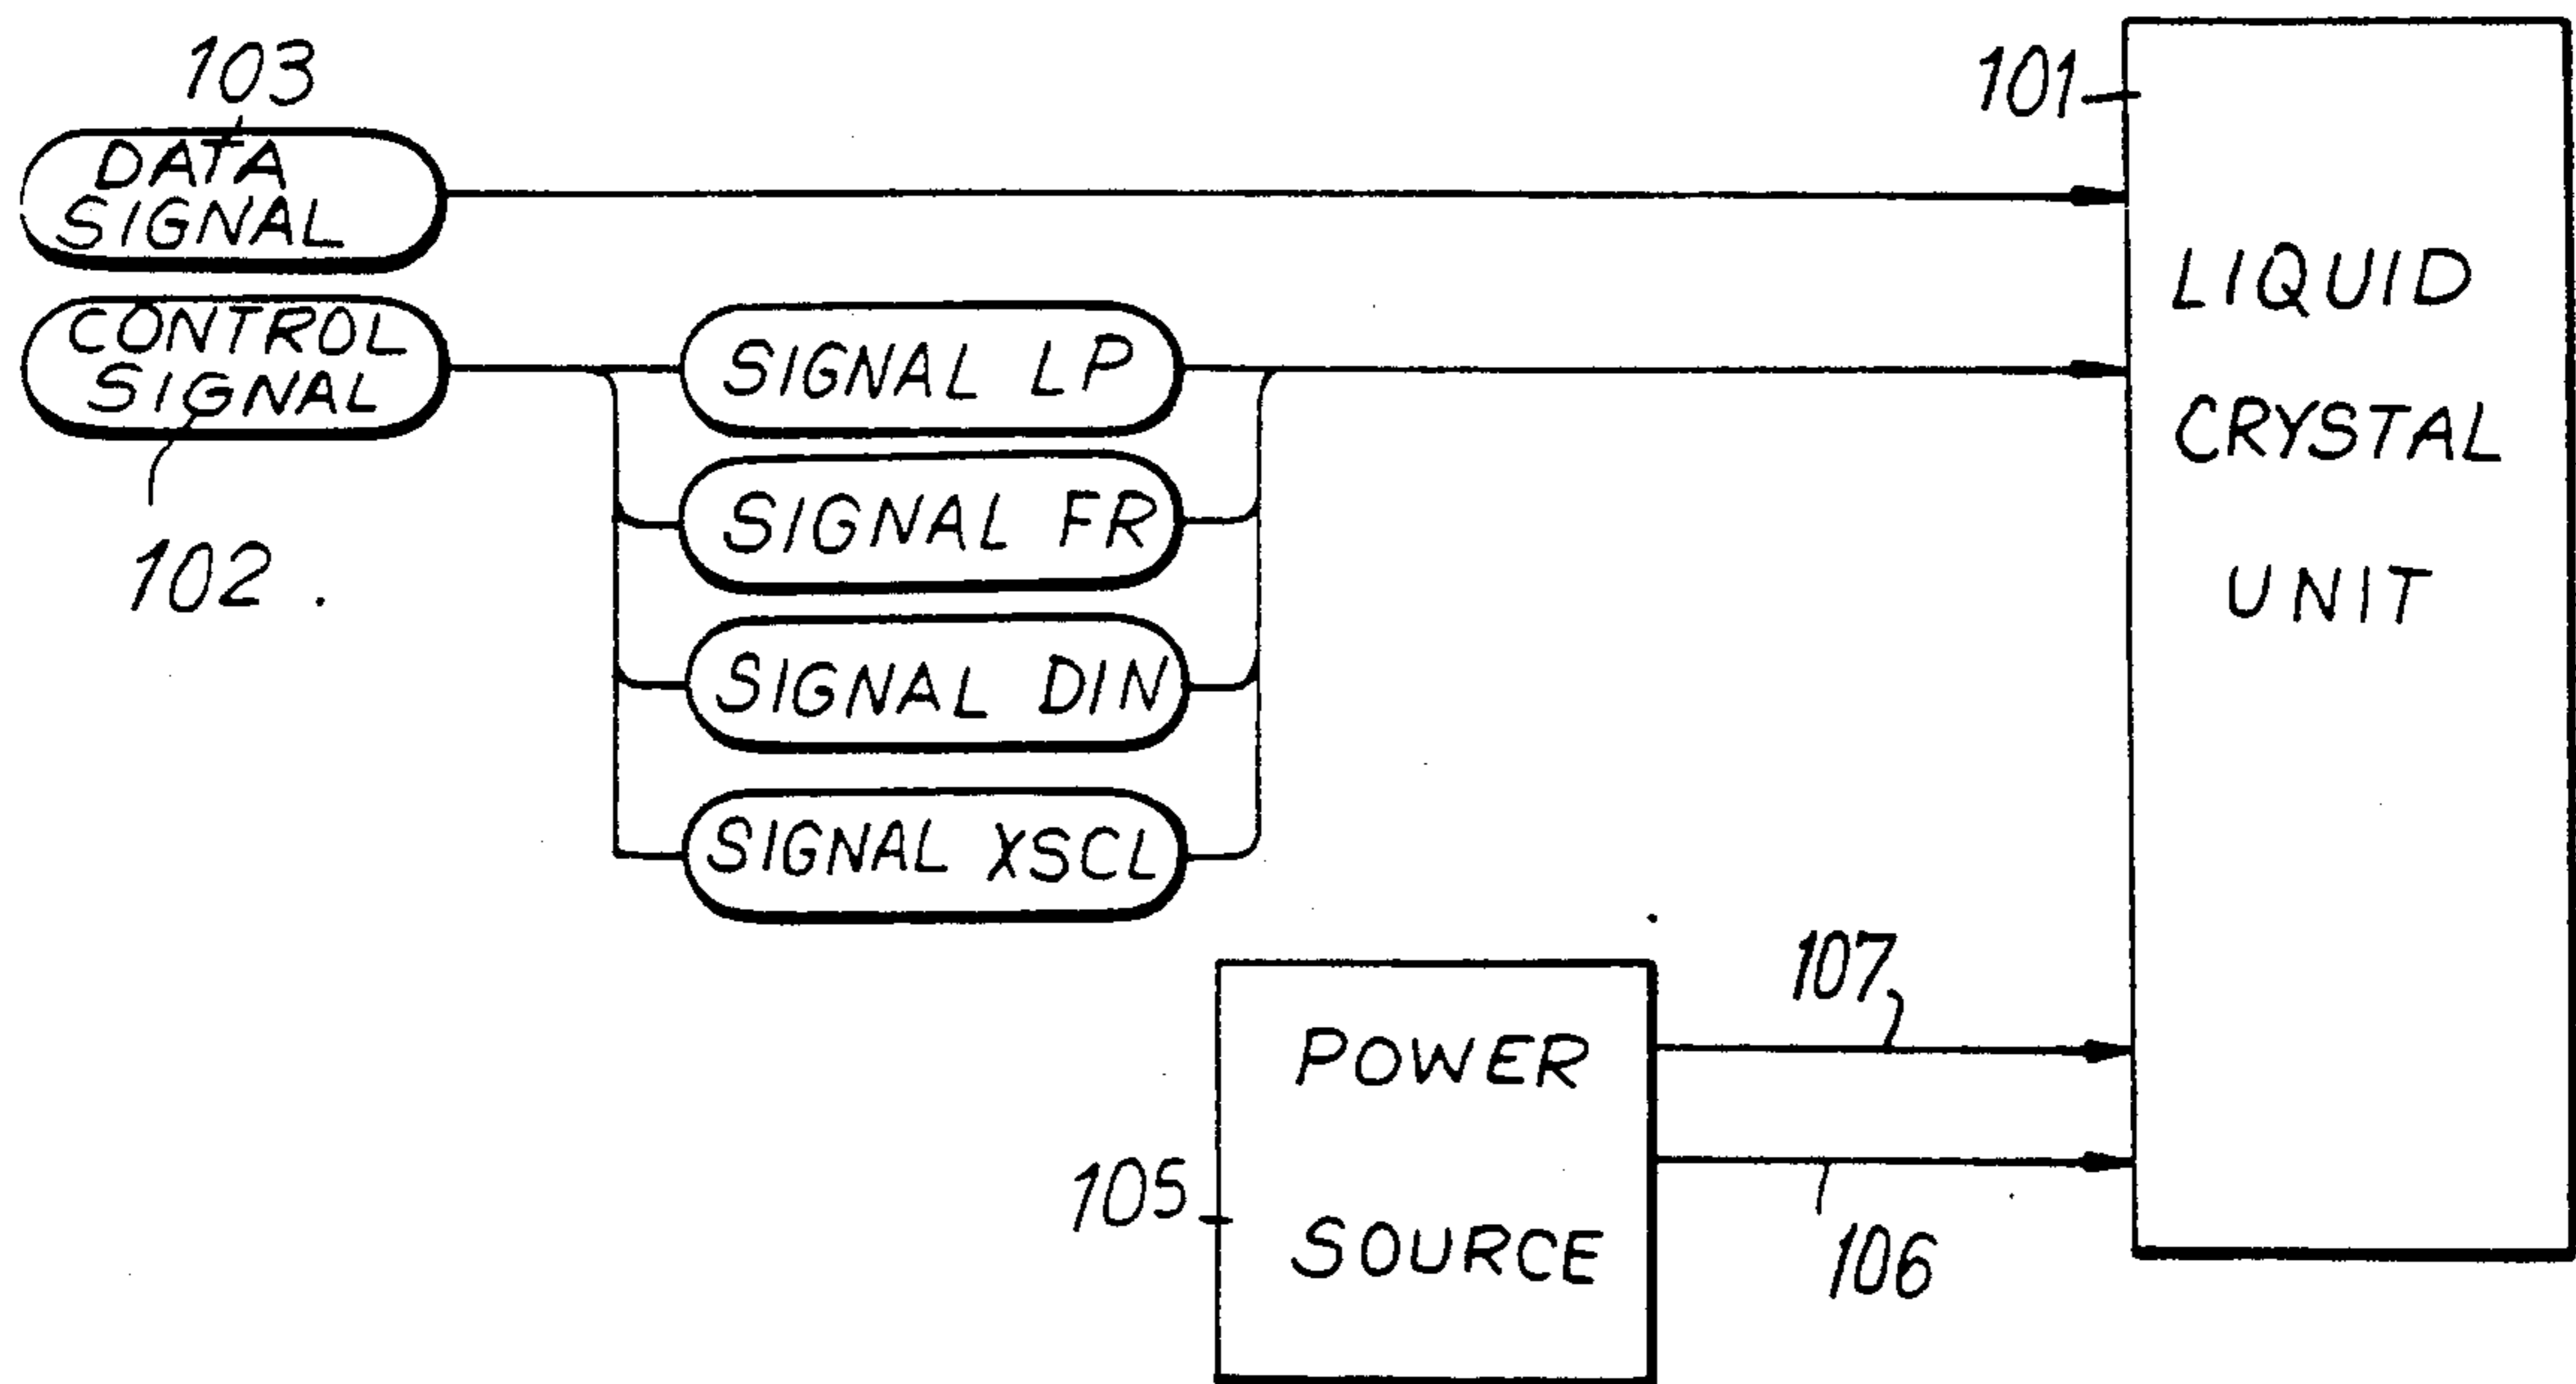 103
DATA
SIGNAL
CONTROL
SIGNAL
102 .
SIGNAL LP
SIGNAL FR
SIGNAL DIN
SIGNAL XSCL
101
LIQUID
CRYSTAL
UNIT
105
POWER
SOURCE
107
106